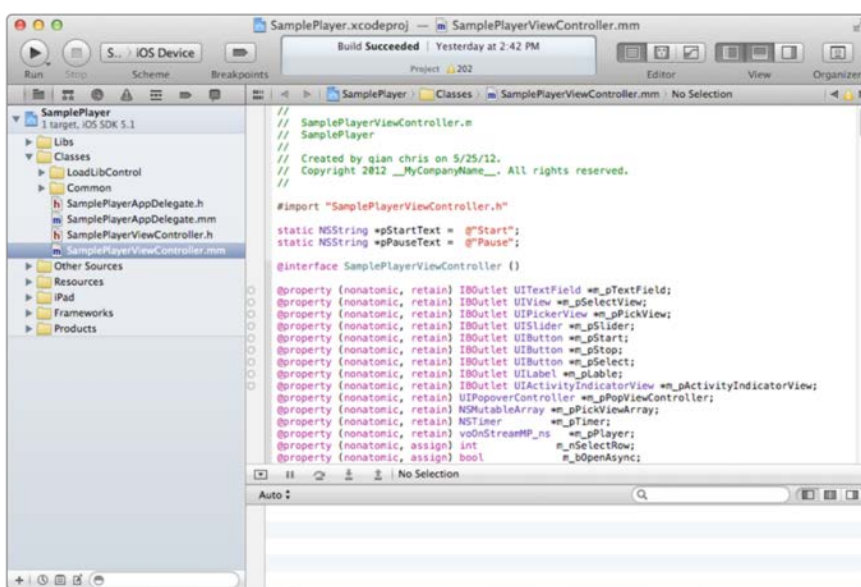 SamplePlayer.xcodeproj — m SamplePlayerViewController.mm
Build Succeeded | Yesterday at 2:42 PM
Project 202
S.. iOS Device
Run Stop Scheme Breakpoints Editor View Organizer
SamplePlayer Classes m SamplePlayerViewController.mm No Selection
SamplePlayer
1 target, iOS SDK 5.1
Libs
Classes
LoadLibControl
Common
h SamplePlayerAppDelegate.h
m SamplePlayerAppDelegate.mm
h SamplePlayerViewController.h
m SamplePlayerViewController.mm
Other Sources
Resources
iPad
Frameworks
Products
//
// SamplePlayerViewController.m
// SamplePlayer
//
// Created by qian chris on 5/25/12.
// Copyright 2012 __MyCompanyName__. All rights reserved.
//
#import "SamplePlayerViewController.h"
static NSString *pStartText = @"Start";
static NSString *pPauseText = @"Pause";
@interface SamplePlayerViewController ()
@property (nonatomic, retain) IBOutlet UITextField *m_pTextField;
@property (nonatomic, retain) IBOutlet UIView *m_pSelectView;
@property (nonatomic, retain) IBOutlet UIPickerView *m_pPickView;
@property (nonatomic, retain) IBOutlet UISlider *m_pSlider;
@property (nonatomic, retain) IBOutlet UIButton *m_pStart;
@property (nonatomic, retain) IBOutlet UIButton *m_pStop;
@property (nonatomic, retain) IBOutlet UIButton *m_pSelect;
@property (nonatomic, retain) IBOutlet UILabel *m_pLable;
@property (nonatomic, retain) IBOutlet UIActivityIndicatorView *m_pActivityIndicatorView;
@property (nonatomic, retain) UIPopoverController *m_pPopViewController;
@property (nonatomic, retain) NSMutableArray *m_pPickViewArray;
@property (nonatomic, retain) NSTimer *m_pTimer;
@property (nonatomic, retain) voOnStreamMP_ns *m_pPlayer;
@property (nonatomic, assign) int m_nSelectRow;
@property (nonatomic, assign) bool m_bOpenAsync;
No Selection
Auto